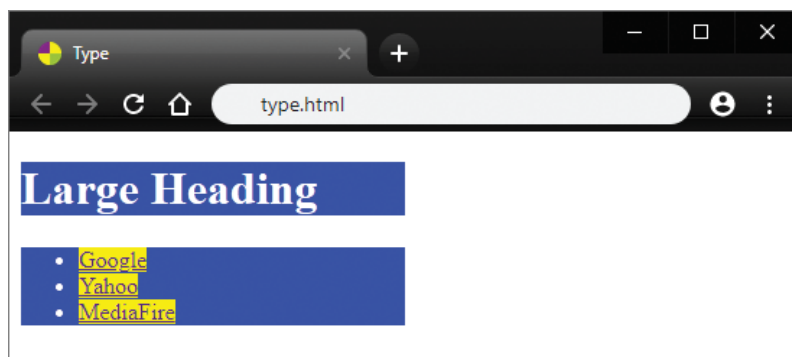 Type
type.html
Large Heading
Google
Yahoo
MediaFire